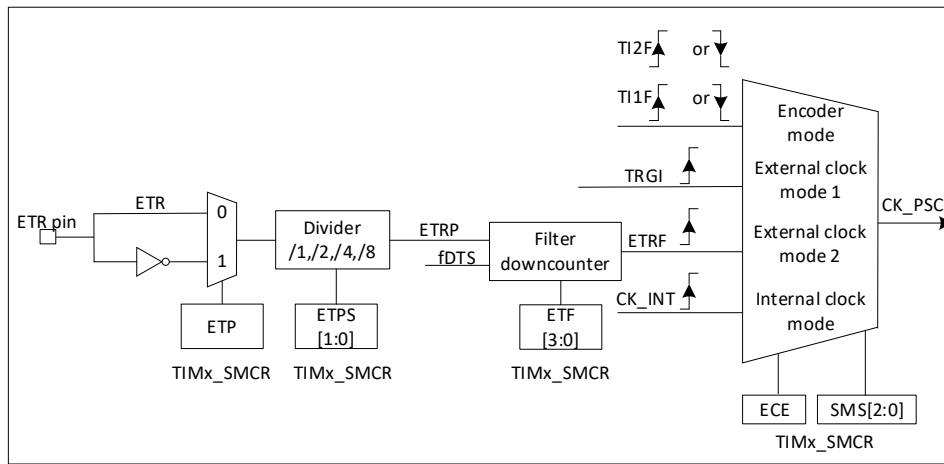 TI2F or
TI1F or
Encoder
mode
TRGI
External clock
mode 1
CK_PSC
ETR pin
ETR
0
1
Divider
/1,/2,/4,/8
ETRP
fDTS
Filter
downcounter
ETRF
External clock
mode 2
CK_INT
Internal clock
mode
ETP
ETPS
[1:0]
ETF
[3:0]
TIMx_SMCR
TIMx_SMCR
TIMx_SMCR
ECE
SMS[2:0]
TIMx_SMCR